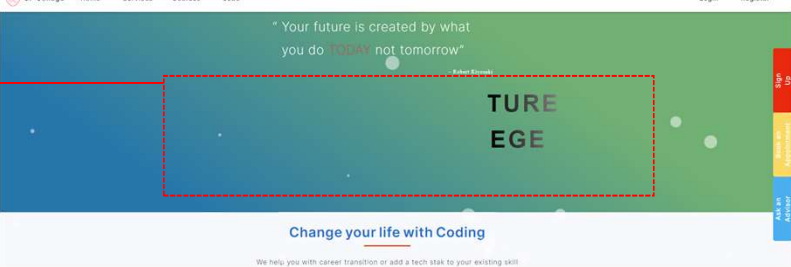 “ Your future is created by what
you do TODAY not tomorrow”
– Robert Kiyosaki
TURE
EGE
Sign Up
Book an Appointment
Ask an Advisor
Change your life with Coding
We help you with career transition or add a tech stak to your existing skill